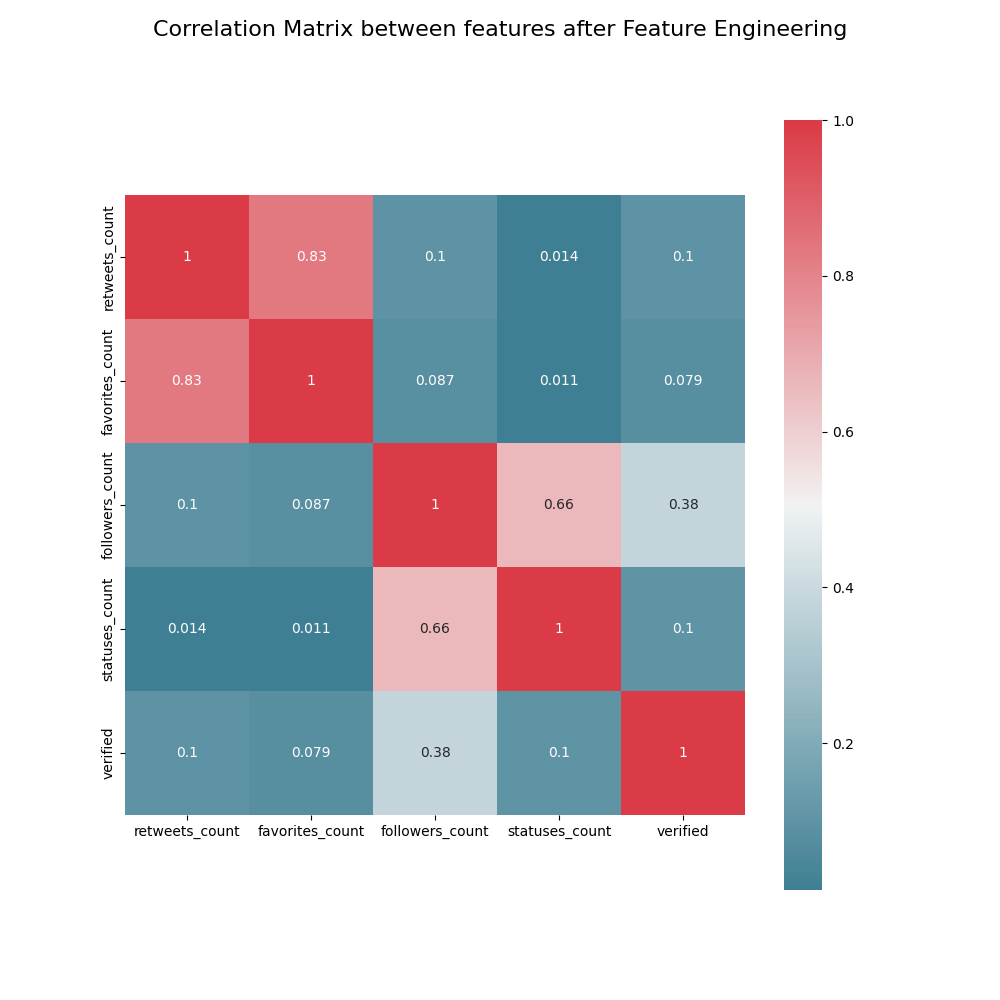 Correlation Matrix between features after Feature Engineering
retweets_count 1 0.83 0.1 0.014 0.1
favorites_count 0.83 1 0.087 0.011 0.079
followers_count 0.1 0.087 1 0.66 0.38
statuses_count 0.014 0.011 0.66 1 0.1
verified 0.1 0.079 0.38 0.1 1
retweets_count favorites_count followers_count statuses_count verified
1.0
0.8
0.6
0.4
0.2